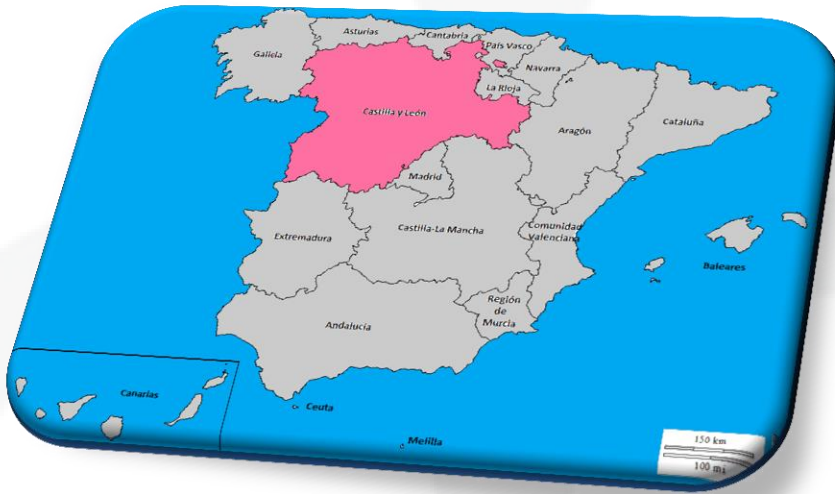 Asturias
Cantabria
País Vasco
Galicia
Navarra
La Rioja
Castilla y León
Aragón
Cataluña
Madrid
Extremadura
Castilla-La Mancha
Comunidad
Valenciana
Baleares
Andalucía
Región
de
Murcia
Canarias
Ceuta
Melilla
150 km
100 mi